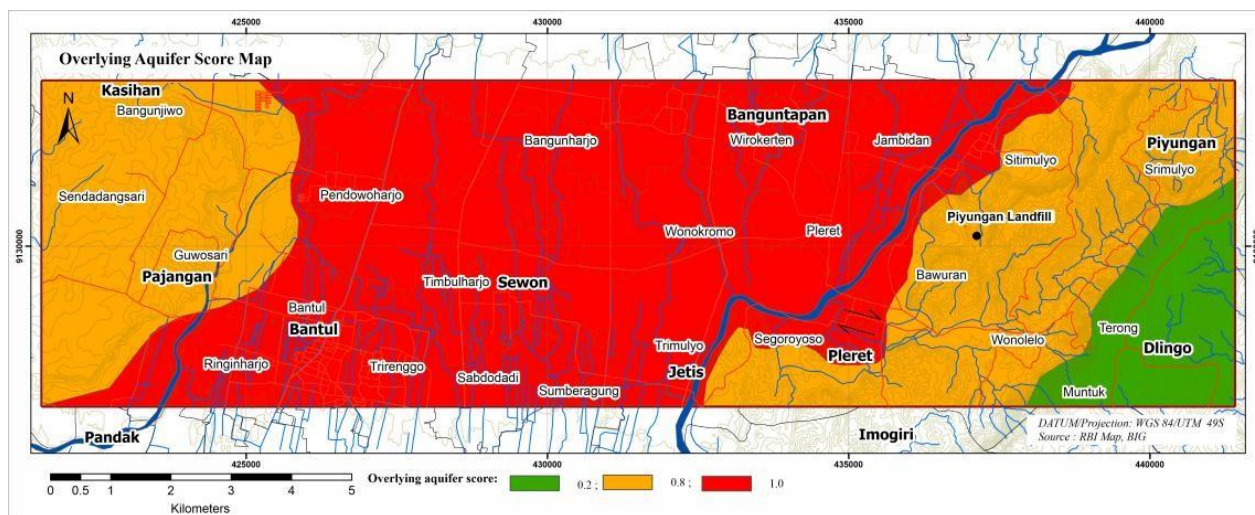 425000 430000 435000 440000
Overlying Aquifer Score Map
Kasihan
Bangunjiwo
N
Banguntapan
Bangunharjo Wirokerten Jambidan
Piyungan
Sitimulyo
Srimulyo
Sendadangsari Pendowoharjo
Piyungan Landfill
Wonokromo Pleret
9130000
Guwosari
Pajangan
Timbulharjo Sewon
Bawuran
Bantul
Bantul
Terong
Trimulyo Segoroyoso Wonolelo
Dlingo
Pleret
Ringinharjo Trirenggo
Jetis
Sabdodadi
Sumberagung
Muntuk
Pandak
Imogiri
DATUM/Projection: WGS 84/UTM 49S
Source : RBI Map, BIG
425000 430000 435000 440000
0 0.5 1 2 3 4 5
Kilometers
Overlying aquifer score: 0.2 ; 0.8 ; 1.0